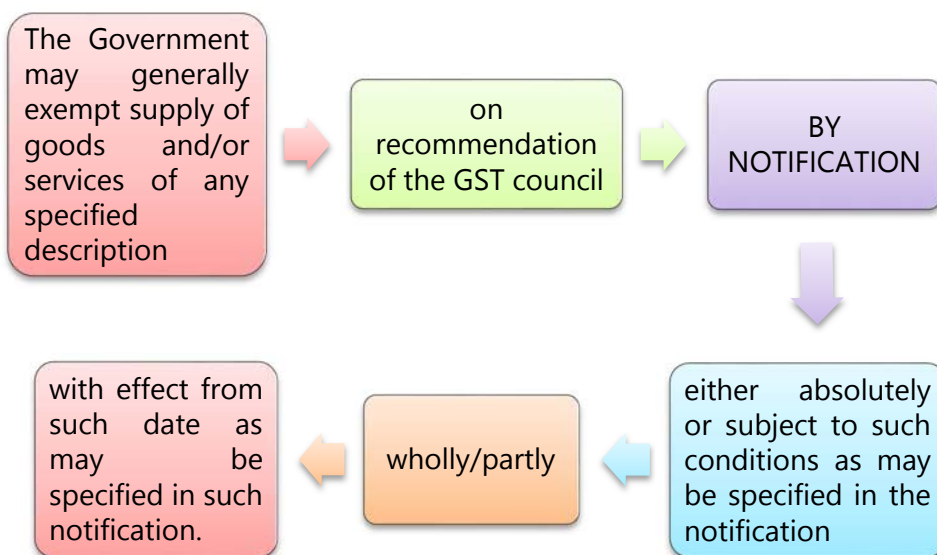 The Government
may generally
exempt supply of
goods and/or
services of any
specified
description
on
recommendation
of the GST council
BY
NOTIFICATION
either absolutely
or subject to such
conditions as may
be specified in the
notification
wholly/partly
with effect from
such date as
may be
specified in such
notification.